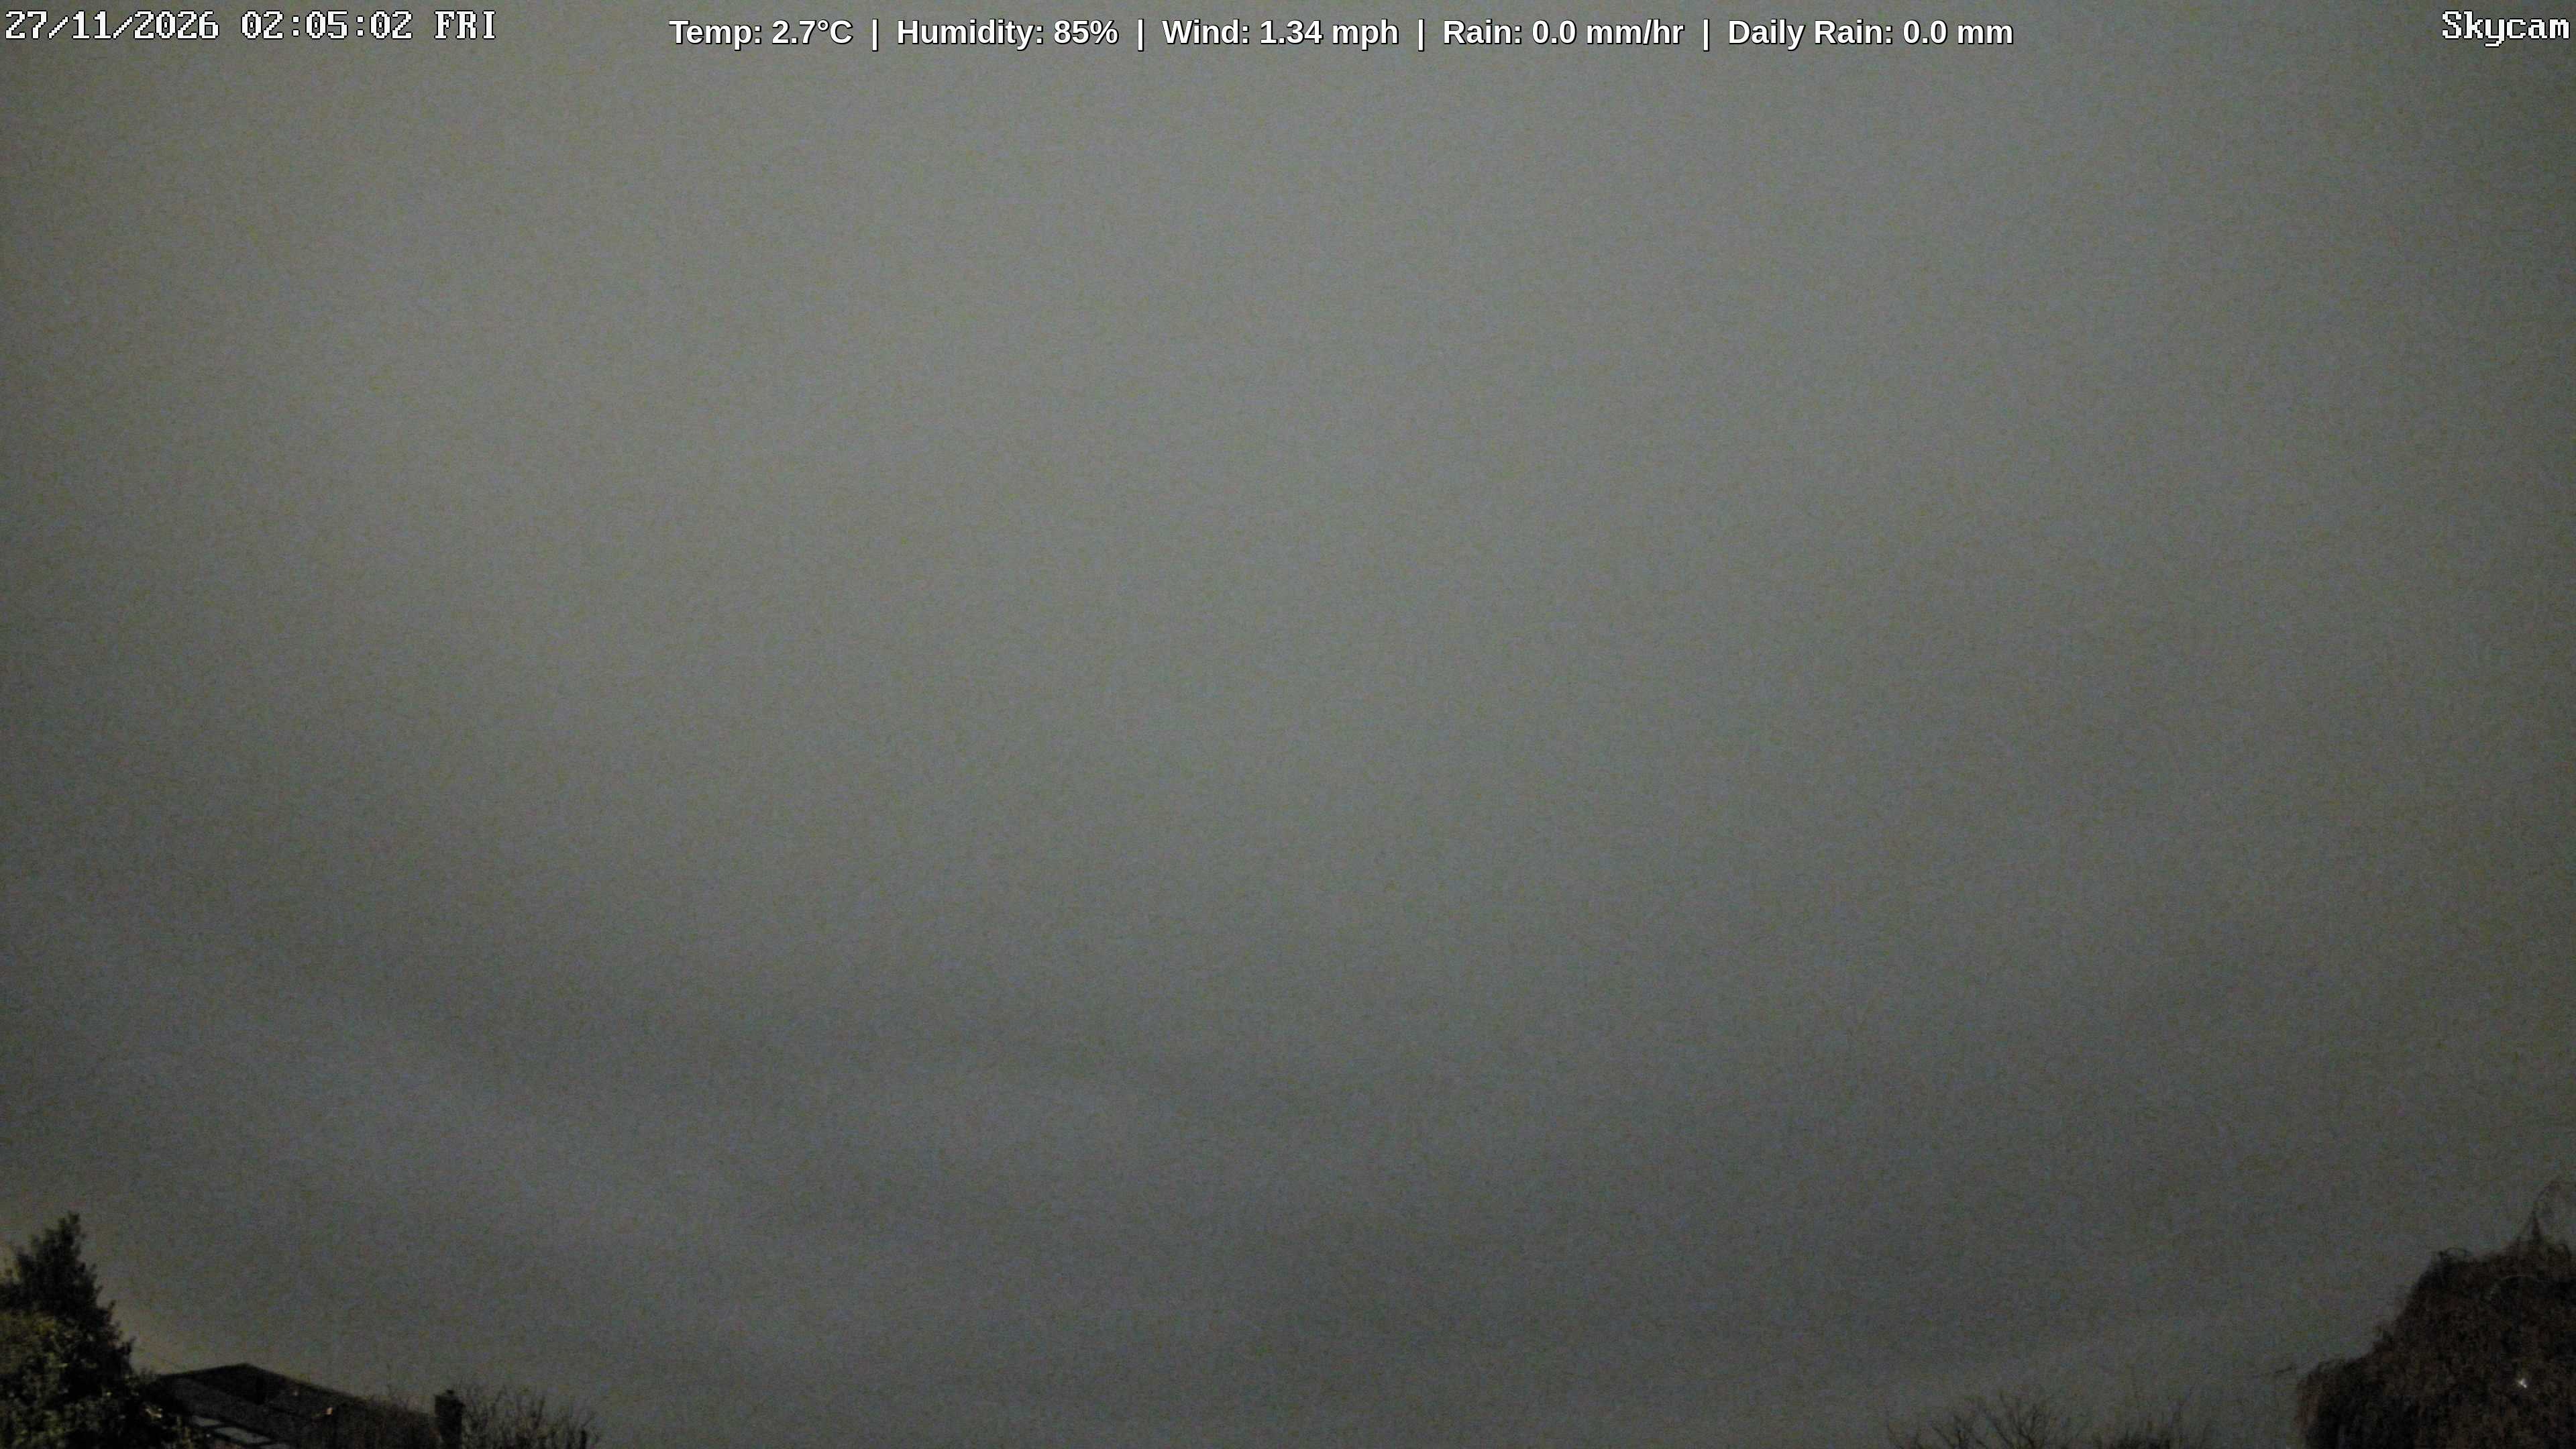 27/11/2026 02:05:02 FRI
Temp: 2.7°C | Humidity: 85% | Wind: 1.34 mph | Rain: 0.0 mm/hr | Daily Rain: 0.0 mm
Skycam